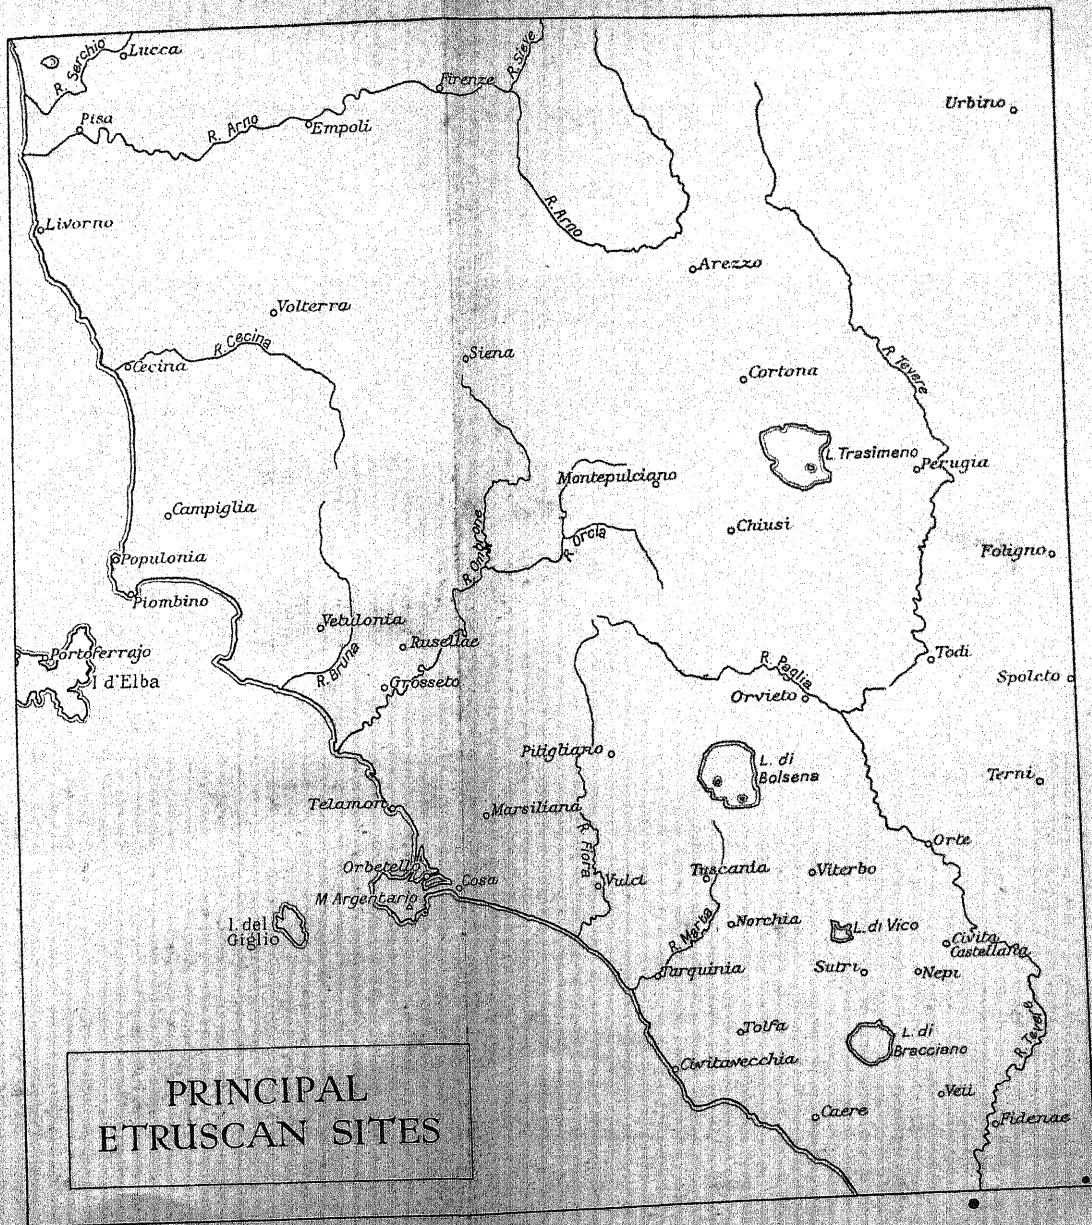 R. Serchio
Lucca
Pisa
R. Arno
Empoli
Firenze
R. Sieve
R. Arno
Urbino
Livorno
Arezzo
Volterra
R. Cecina
Cecina
Siena
Cortona
R. Tevere
L. Trasimeno
Perugia
Montepulciano
Campiglia
Chiusi
Foligno
R. Orcia
R. Ombrone
Populonia
Piombino
Vetulonia
Rusellae
R. Bruna
Grosseto
Portoferrajo
I d'Elba
Todi
R. Paglia
Orvieto
Spoleto
Pitigliano
L. di
Bolsena
Terni
Telamon
Marsiliana
R. Fiora
Orte
Orbetello
Cosa
Vulci
Tuscania
Viterbo
M Argentario
I. del
Giglio
R. Marta
Norchia
L. di Vico
Civita
Castellana
Tarquinia
Sutri
Nepi
Tolfa
L. di
Bracciano
R. Tevere
Civitavecchia
Caere
Veii
Fidenae
PRINCIPAL
ETRUSCAN SITES